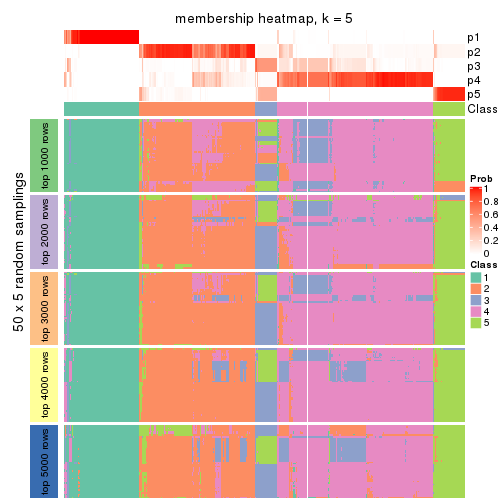 membership heatmap, k = 5
p1
p2
p3
p4
p5
Class
50 x 5 random samplings
top 1000 rows
top 2000 rows
top 3000 rows
top 4000 rows
top 5000 rows
Prob
1
0.8
0.6
0.4
0.2
0
Class
1
2
3
4
5